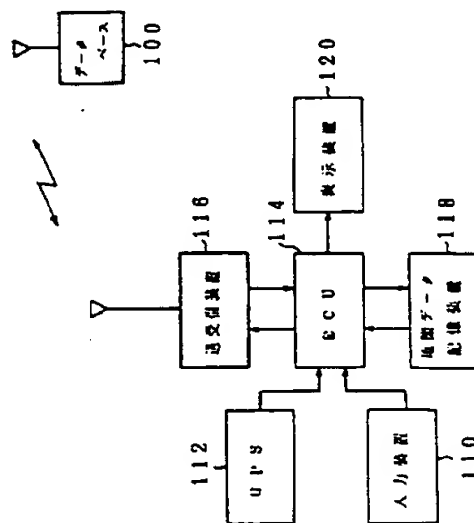 データ
ベース
100
送受信装置
116
ECU
114
表示装置
120
GPS
112
入力装置
110
地図データ
記憶装置
118